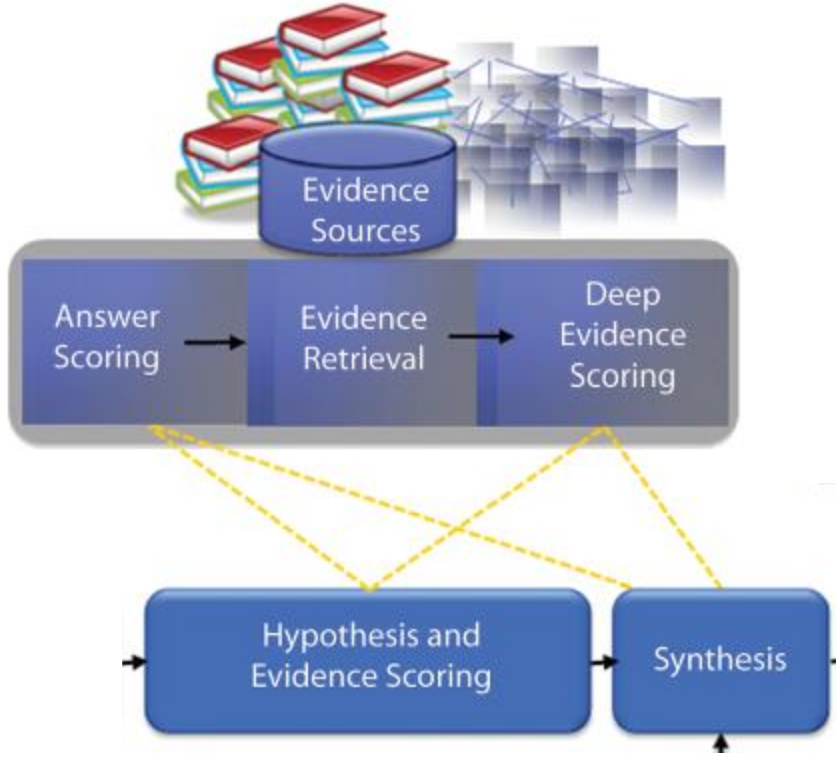 Evidence
Sources
Answer
Scoring
Evidence
Retrieval
Deep
Evidence
Scoring
Hypothesis and
Evidence Scoring
Synthesis